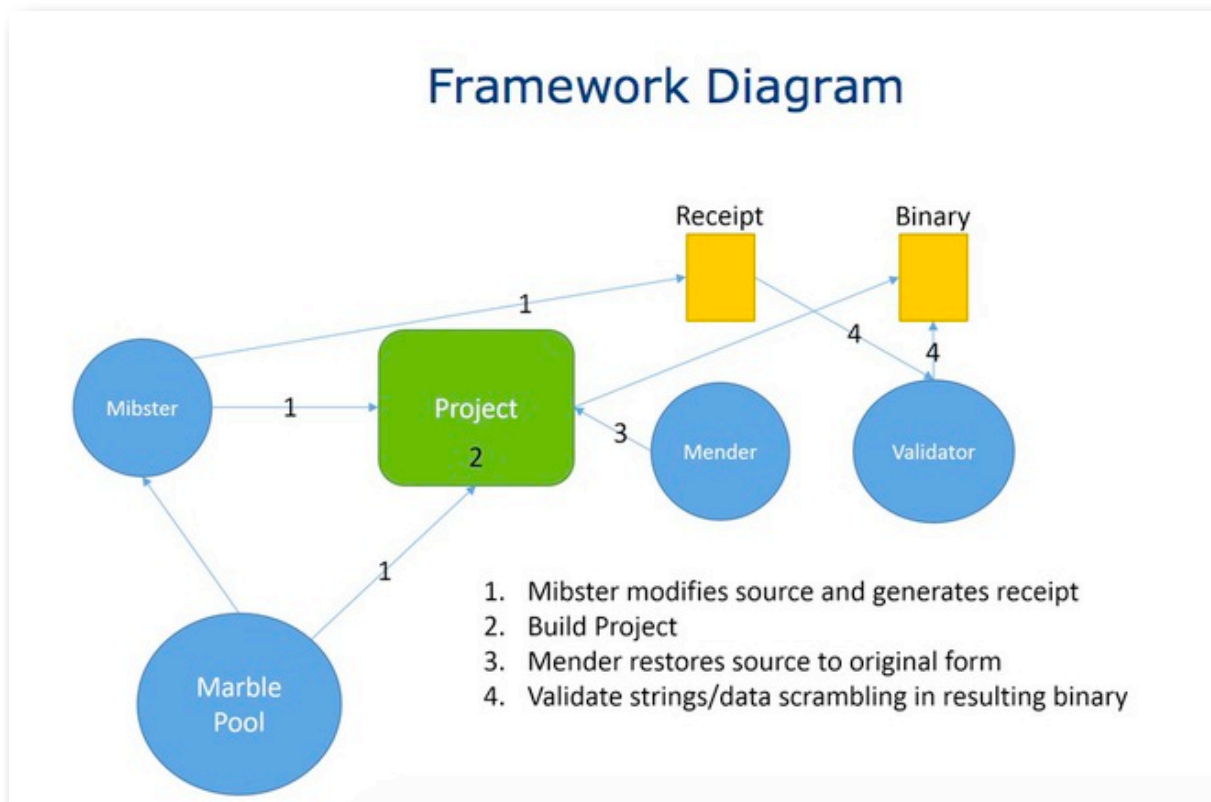 Framework Diagram
Receipt
Binary
1
4
4
Mibster
1
Project
2
3
Mender
Validator
1
Marble
Pool
1. Mibster modifies source and generates receipt
2. Build Project
3. Mender restores source to original form
4. Validate strings/data scrambling in resulting binary